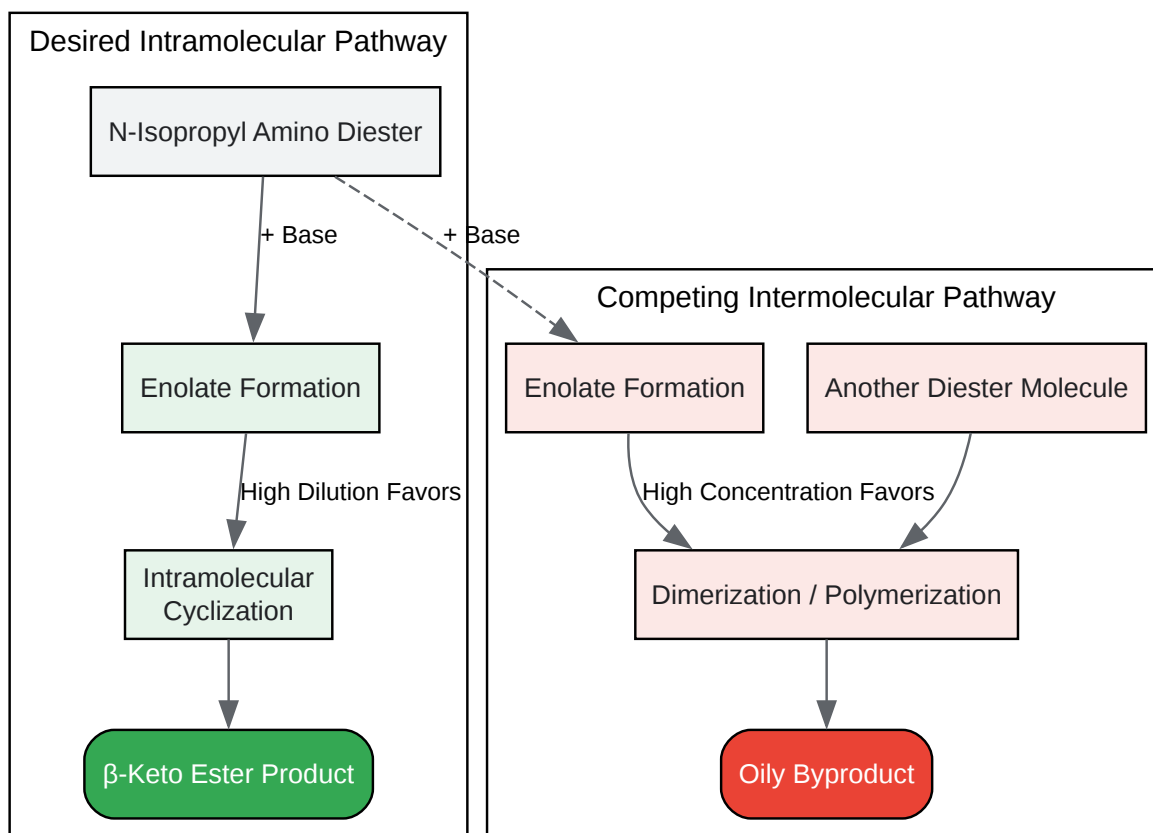 Desired Intramolecular Pathway
N-Isopropyl Amino Diester
+ Base
+ Base
Competing Intermolecular Pathway
Enolate Formation
Enolate Formation
Another Diester Molecule
High Dilution Favors
High Concentration Favors
Intramolecular
Cyclization
Dimerization / Polymerization
β-Keto Ester Product
Oily Byproduct